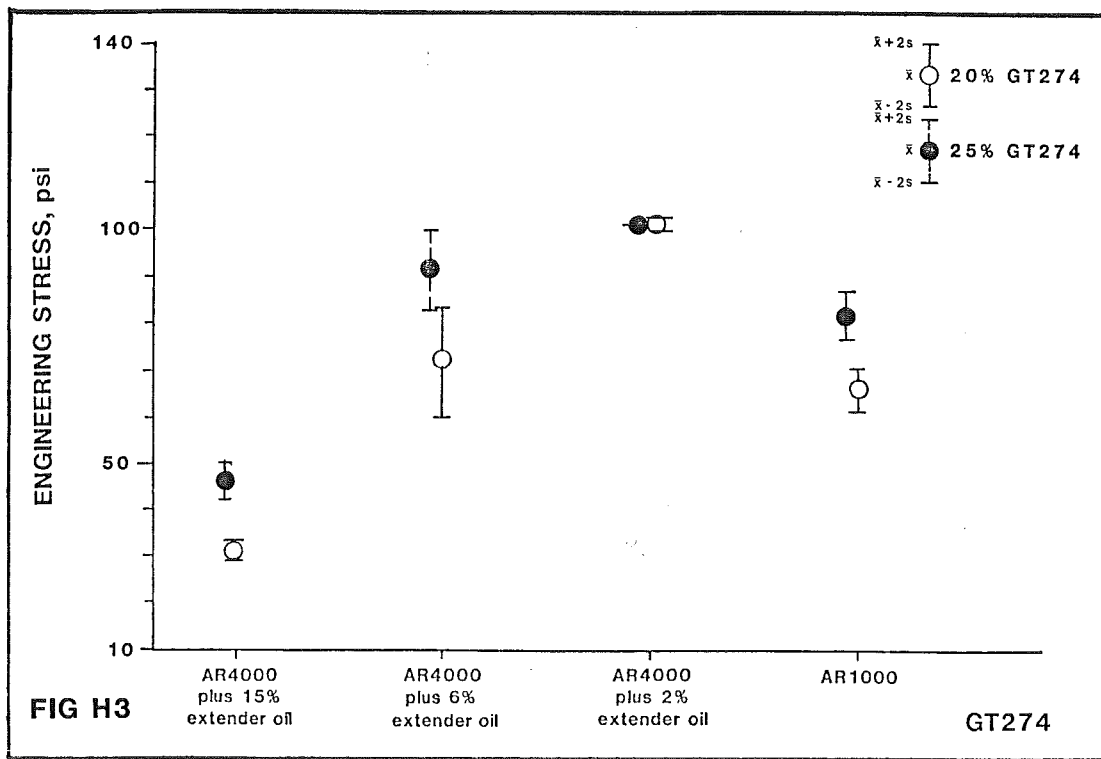 140
100
50
10
ENGINEERING STRESS, psi
x̄+2s
x̄ 20% GT274
x̄-2s
x̄+2s
x̄ 25% GT274
x̄-2s
AR4000
plus 15%
extender oil
AR4000
plus 6%
extender oil
AR4000
plus 2%
extender oil
AR1000
FIG H3
GT274